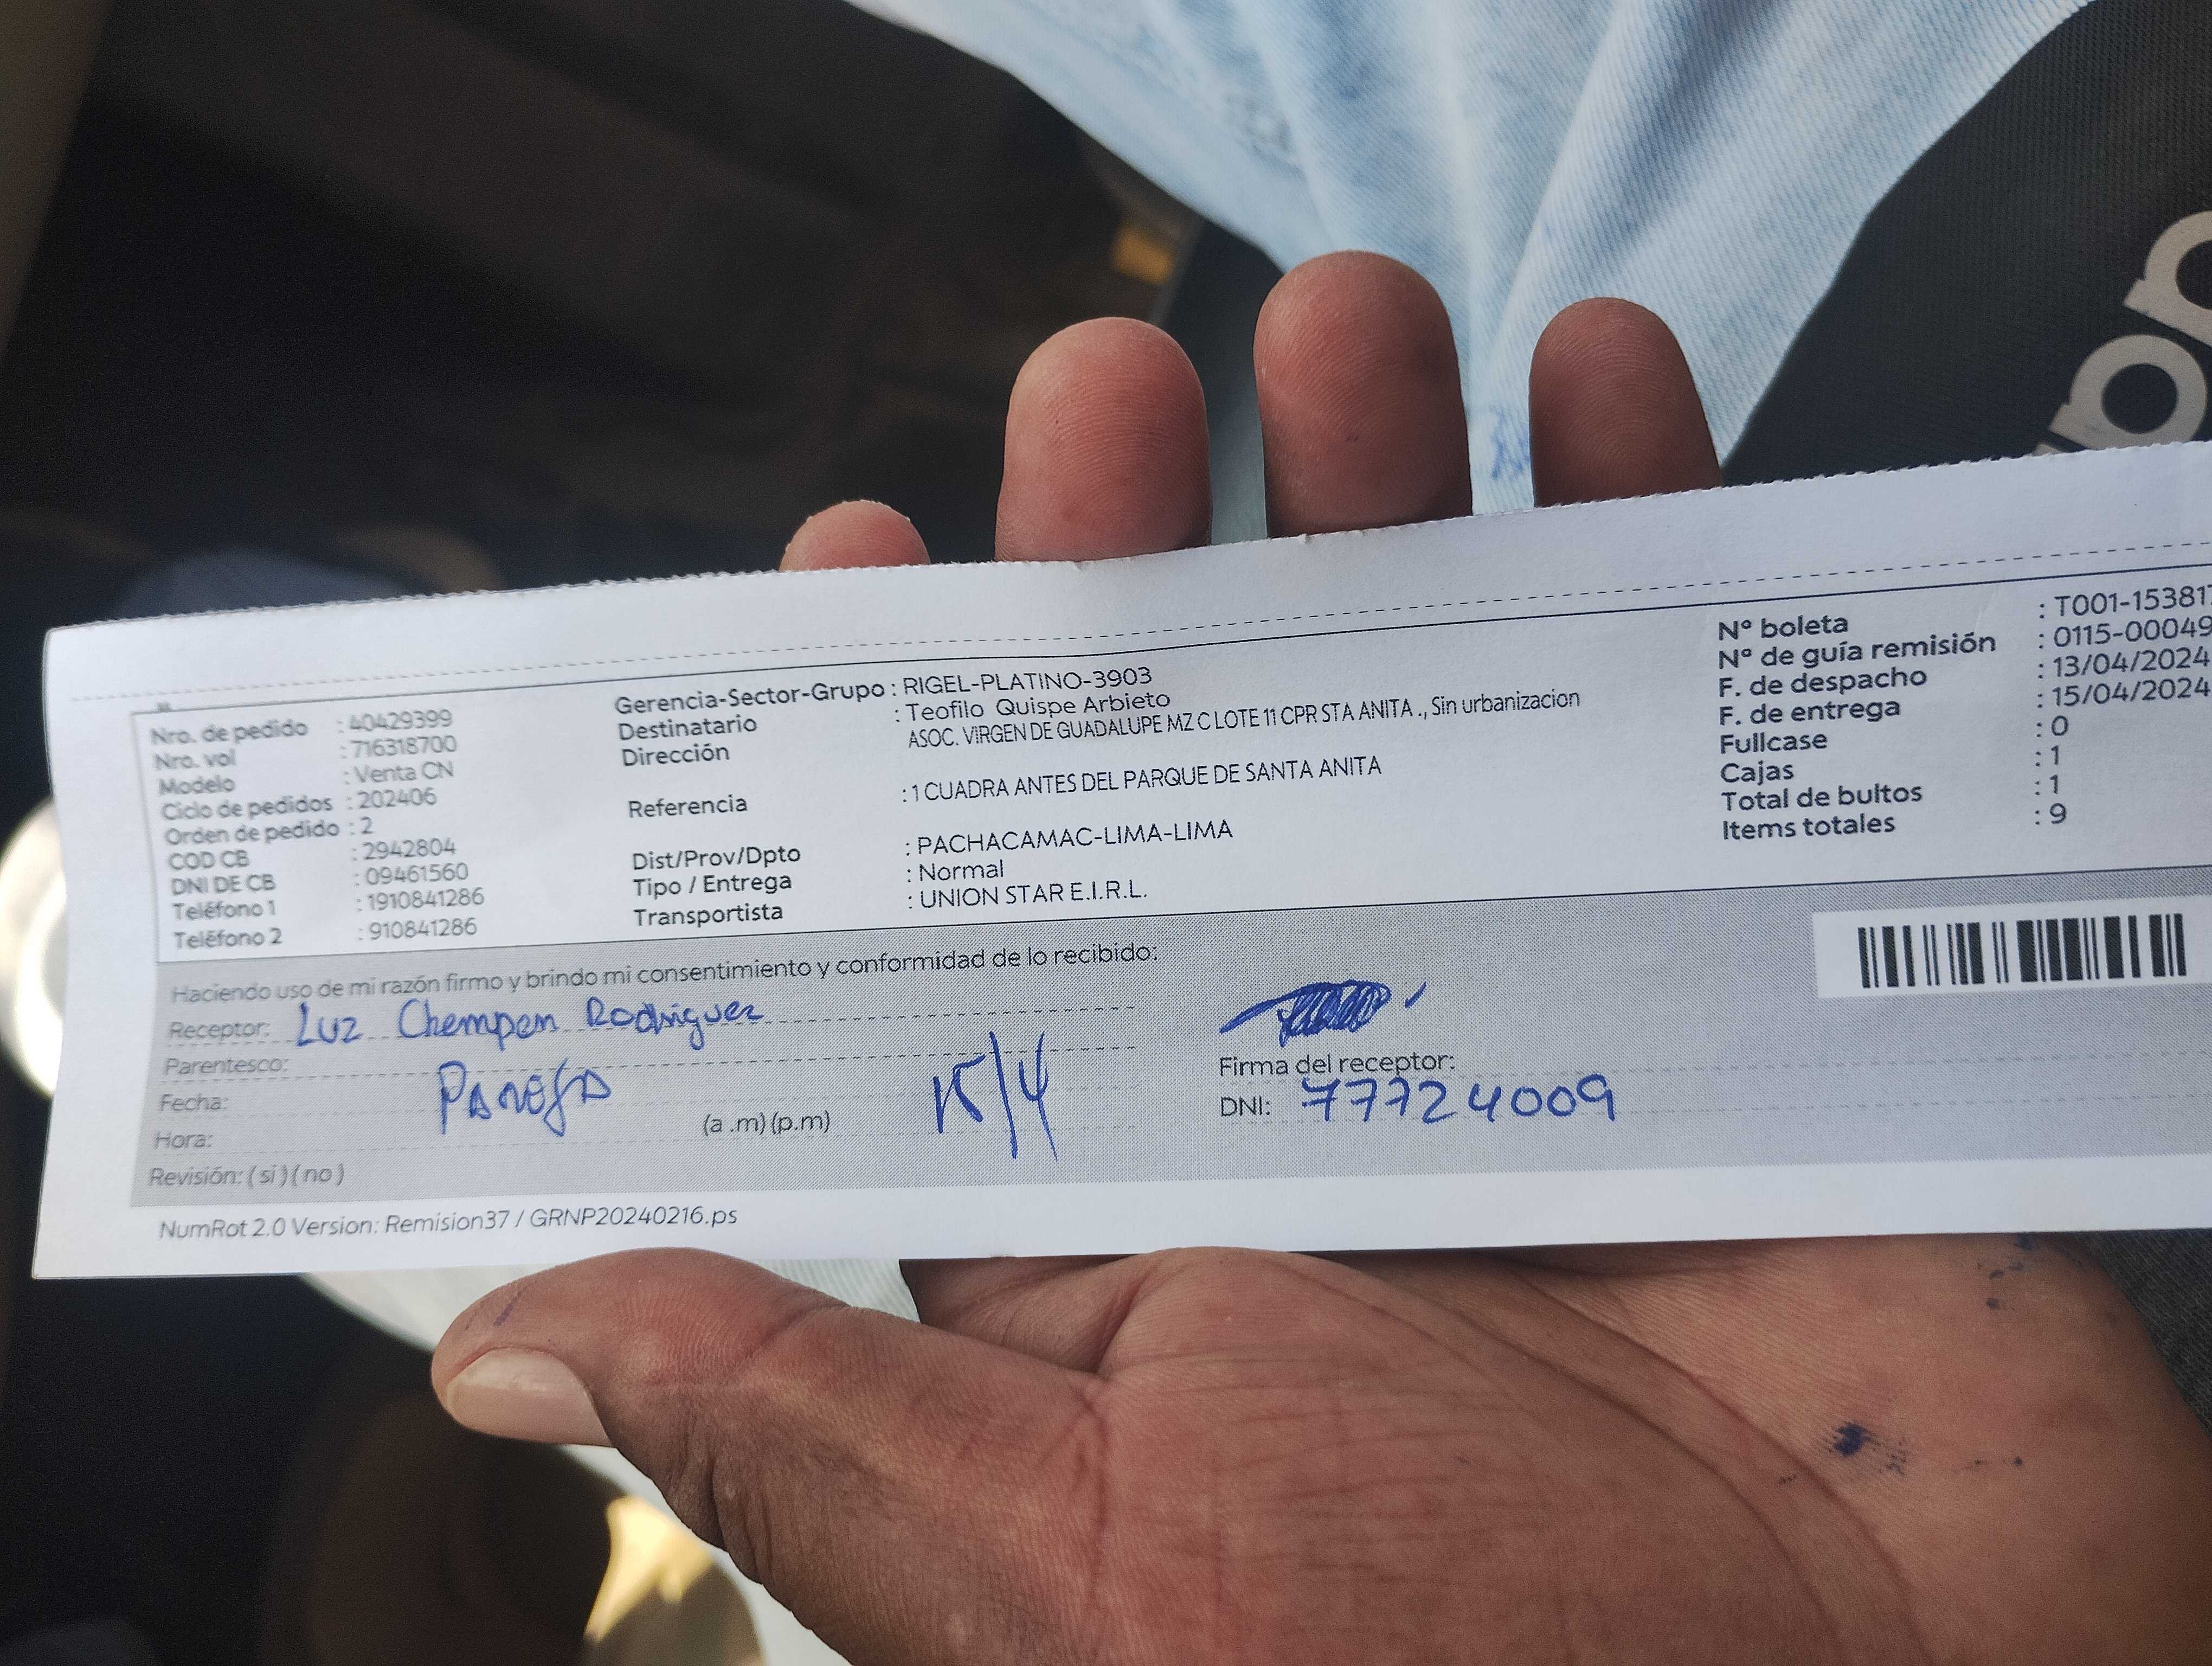 Nro. de pedido : 40429399
Nro. vol : 716318700
Modelo : Venta CN
Ciclo de pedidos : 202406
Orden de pedido : 2
COD CB : 2942804
DNI DE CB : 09461560
Teléfono 1 : 1910841286
Teléfono 2 : 910841286
Gerencia-Sector-Grupo : RIGEL-PLATINO-3903
Destinatario : Teofilo Quispe Arbieto
Dirección ASOC. VIRGEN DE GUADALUPE MZ C LOTE 11 CPR STA ANITA ., Sin urbanizacion
Referencia : 1 CUADRA ANTES DEL PARQUE DE SANTA ANITA
Dist/Prov/Dpto : PACHACAMAC-LIMA-LIMA
Tipo / Entrega : Normal
Transportista : UNION STAR E.I.R.L.
N° boleta : T001-153817
N° de guía remisión : 0115-00049
F. de despacho : 13/04/2024
F. de entrega : 15/04/2024
Fullcase : 0
Cajas : 1
Total de bultos : 1
Items totales : 9
Haciendo uso de mi razón firmo y brindo mi consentimiento y conformidad de lo recibido:
Receptor: Luz Chempen Rodriguez
Parentesco:
Fecha: Pareja 15/4
Hora: (a .m) (p.m)
Revisión: ( si ) ( no )
Firma del receptor:
DNI: 77724009
NumRot 2.0 Version: Remision37 / GRNP20240216.ps